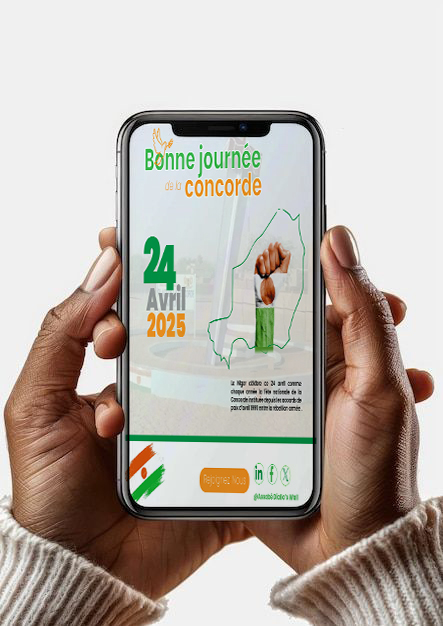 Bonne journée
de la concorde
24
Avril
2025
Le Niger célèbre ce 24 avril comme
chaque année la fête nationale de la
Concorde instituée depuis les accords de
paix d'avril 1995 entre la rébellion armée .
Rejoignez Nous
in f X